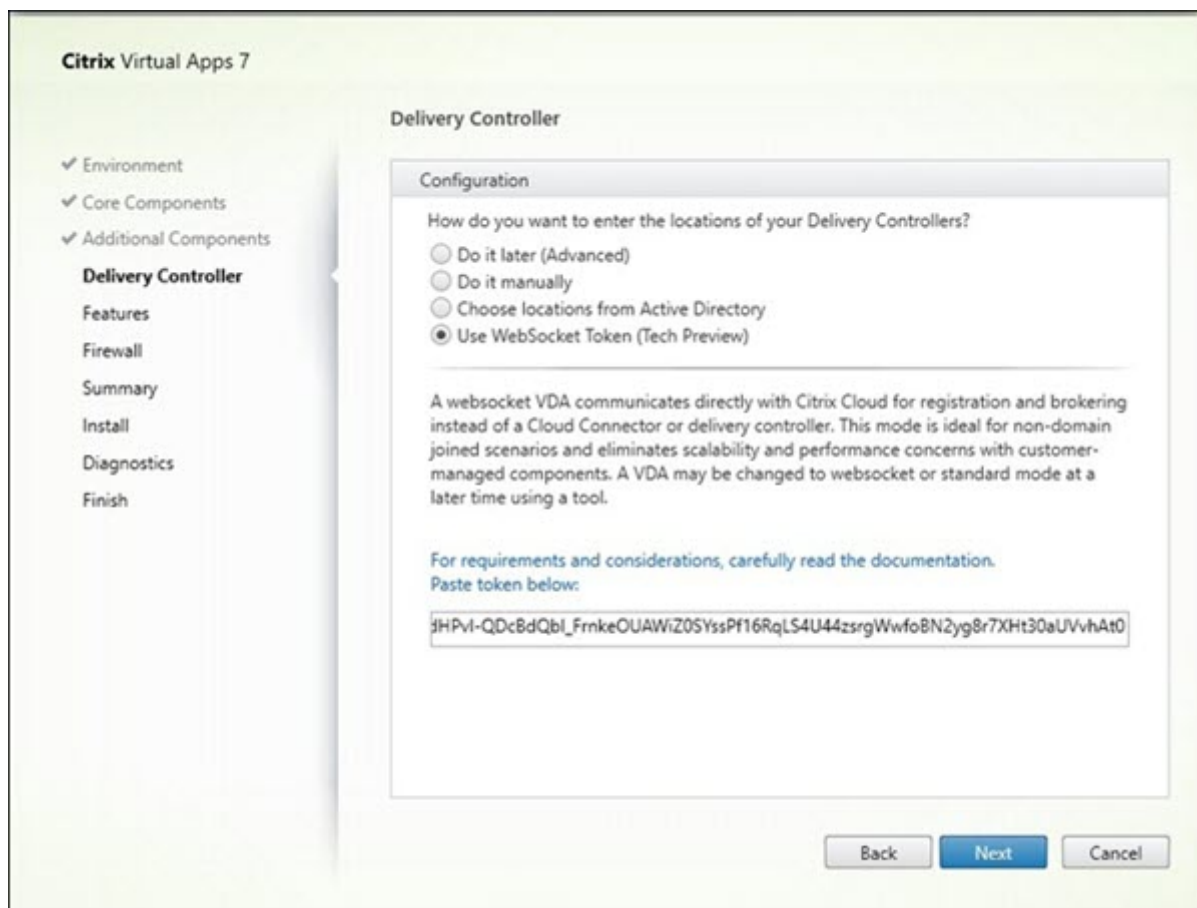 Citrix Virtual Apps 7
Delivery Controller
Environment
Core Components
Additional Components
Delivery Controller
Features
Firewall
Summary
Install
Diagnostics
Finish
Configuration
How do you want to enter the locations of your Delivery Controllers?
Do it later (Advanced)
Do it manually
Choose locations from Active Directory
Use WebSocket Token (Tech Preview)
A websocket VDA communicates directly with Citrix Cloud for registration and brokering
instead of a Cloud Connector or delivery controller. This mode is ideal for non-domain
joined scenarios and eliminates scalability and performance concerns with customer-
managed components. A VDA may be changed to websocket or standard mode at a
later time using a tool.
For requirements and considerations, carefully read the documentation.
Paste token below:
Back
Next
Cancel